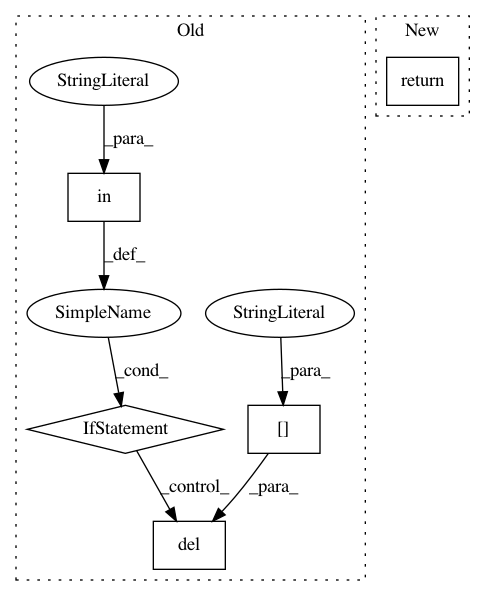 Old
New
StringLiteral
return
_para_
in
_def_
SimpleName
StringLiteral
_cond_
_para_
IfStatement
[]
_control_
_para_
del